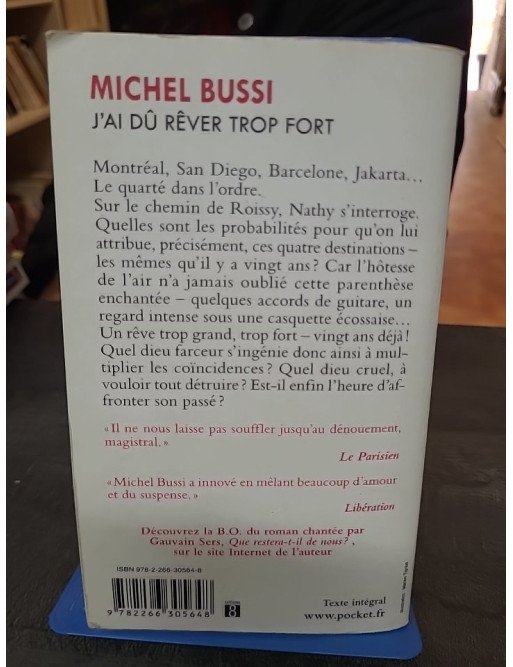 MICHEL BUSSI
J'AI DÛ RÊVER TROP FORT
Montréal, San Diego, Barcelone, Jakarta...
Le quarté dans l'ordre.
Sur le chemin de Roissy, Nathy s'interroge.
Quelles sont les probabilités pour qu'on lui
attribue, précisément, ces quatre destinations –
les mêmes qu'il y a vingt ans ? Car l'hôtesse
de l'air n'a jamais oublié cette parenthèse
enchantée – quelques accords de guitare, un
regard intense sous une casquette écossaise...
Un rêve trop grand, trop fort – vingt ans déjà !
Quel dieu farceur s'ingénie donc ainsi à mul-
tiplier les coïncidences ? Quel dieu cruel, à
vouloir tout détruire ? Est-il enfin l'heure d'af-
fronter son passé ?
« Il ne nous laisse pas souffler jusqu'au dénouement,
magistral. »
Le Parisien
« Michel Bussi a innové en mêlant beaucoup d'amour
et du suspense. »
Libération
Découvrez la B.O. du roman chantée par
Gauvain Sers, Que restera-t-il de nous ? ,
sur le site Internet de l'auteur
ISBN 978-2-266-30564-8
9 782266 305648
8
Texte intégral
www.pocket.fr